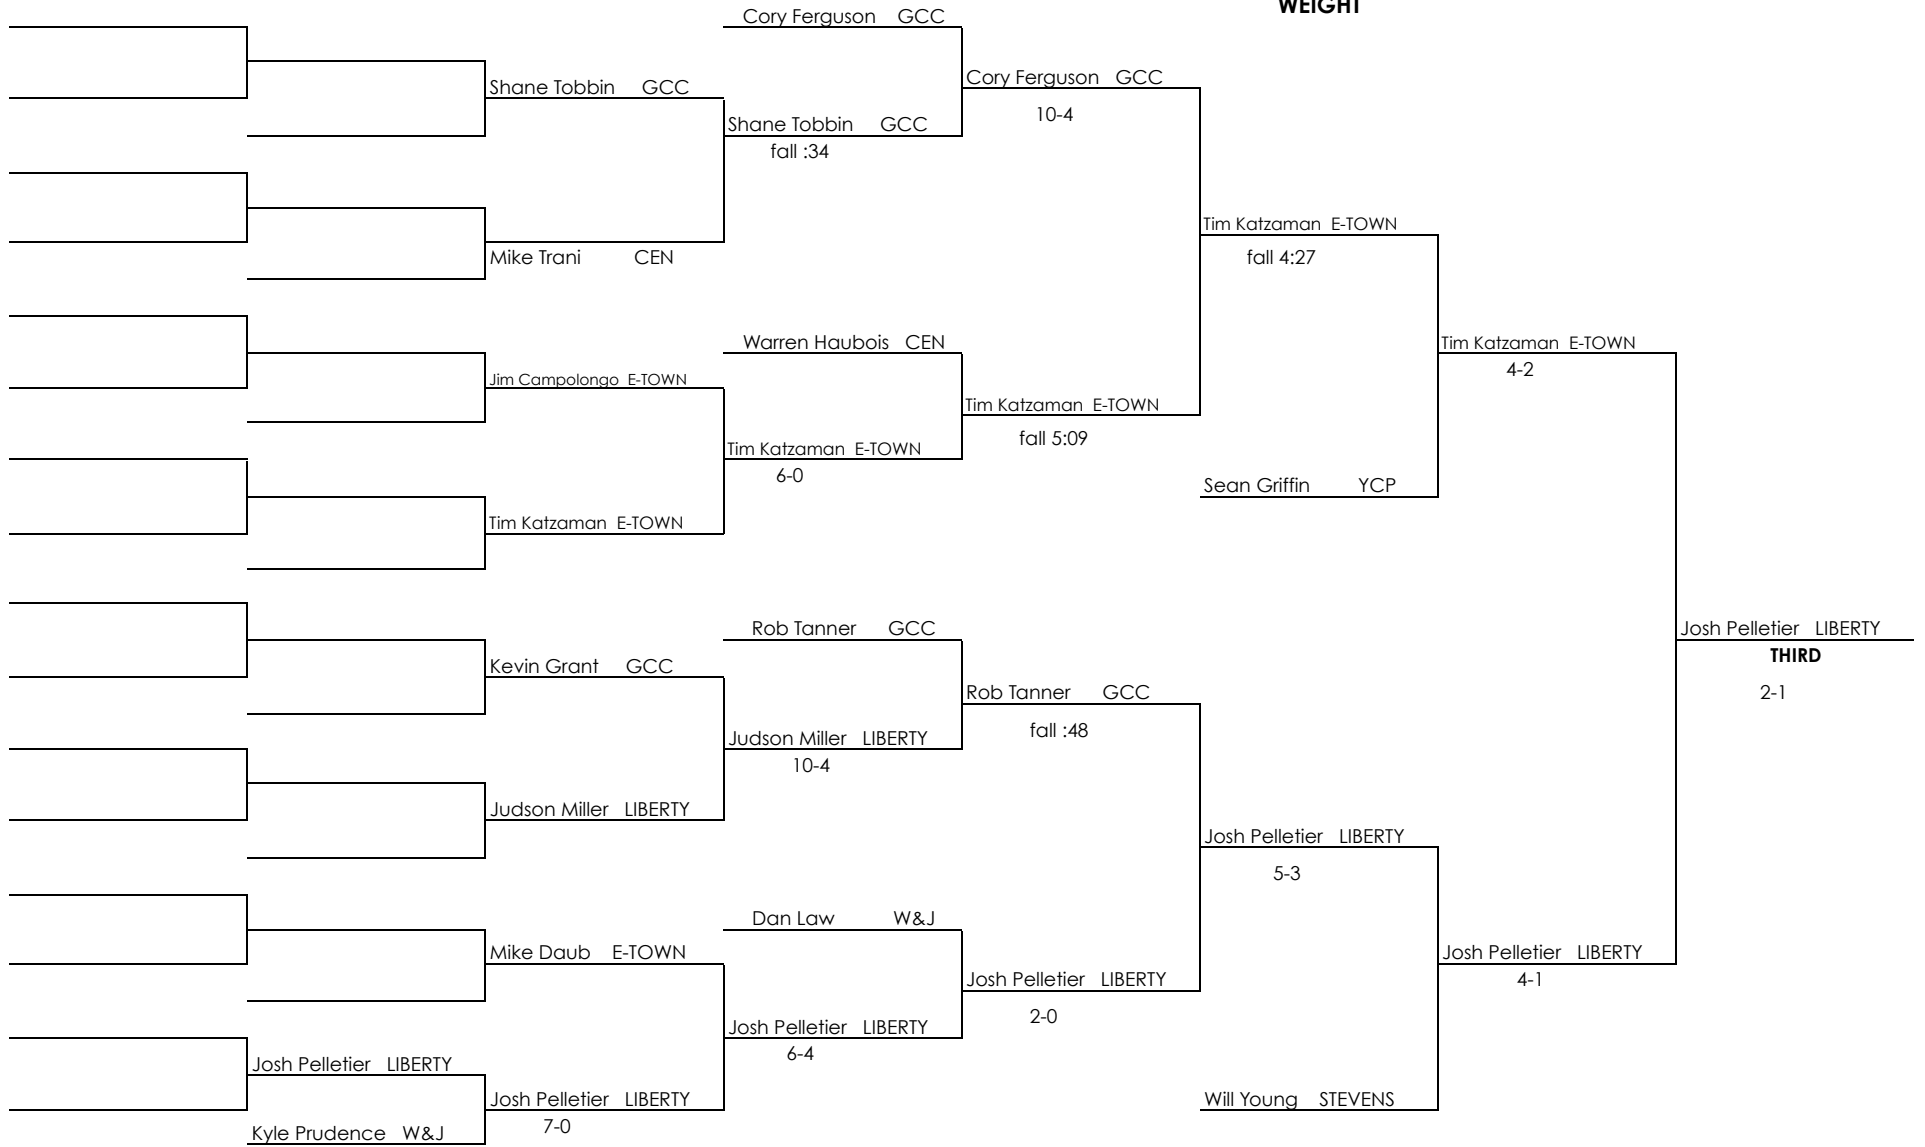 WEIGHT
Cory Ferguson GCC
Cory Ferguson GCC
Shane Tobbin GCC
10-4
Shane Tobbin GCC
fall :34
Tim Katzaman E-TOWN
Mike Trani CEN
fall 4:27
Warren Haubois CEN
Tim Katzaman E-TOWN
4-2
Jim Campolongo E-TOWN
Tim Katzaman E-TOWN
fall 5:09
Tim Katzaman E-TOWN
6-0
Sean Griffin YCP
Tim Katzaman E-TOWN
Rob Tanner GCC
Josh Pelletier LIBERTY
THIRD
Kevin Grant GCC
Rob Tanner GCC
2-1
fall :48
Judson Miller LIBERTY
10-4
Judson Miller LIBERTY
Josh Pelletier LIBERTY
5-3
Dan Law W&J
Mike Daub E-TOWN
Josh Pelletier LIBERTY
4-1
Josh Pelletier LIBERTY
2-0
Josh Pelletier LIBERTY
6-4
Josh Pelletier LIBERTY
Josh Pelletier LIBERTY
7-0
Will Young STEVENS
Kyle Prudence W&J